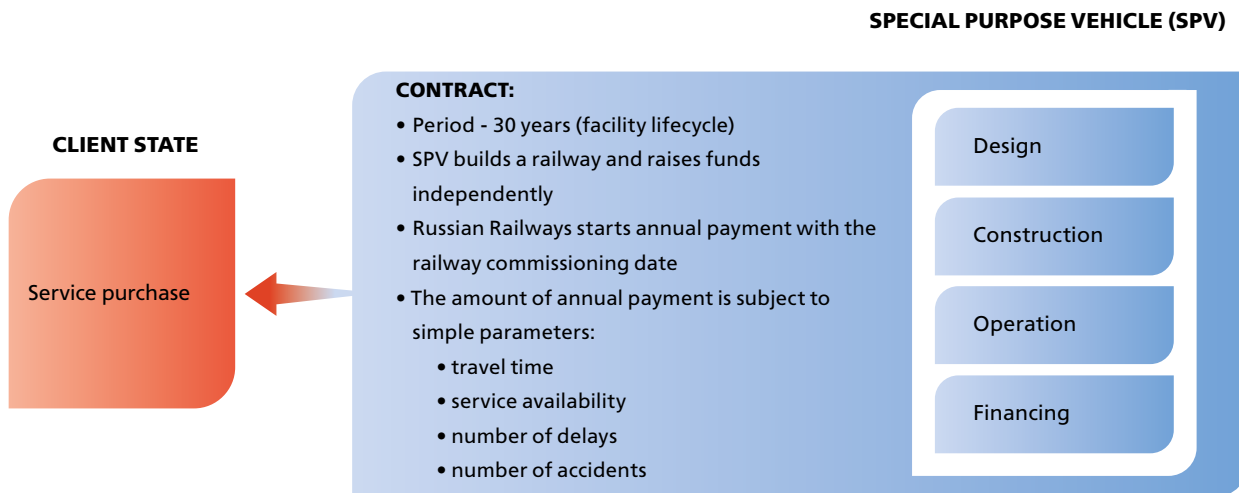 SPECIAL PURPOSE VEHICLE (SPV)
CLIENT STATE
Service purchase
CONTRACT:
• Period - 30 years (facility lifecycle)
• SPV builds a railway and raises funds
independently
• Russian Railways starts annual payment with the
railway commissioning date
• The amount of annual payment is subject to
simple parameters:
• travel time
• service availability
• number of delays
• number of accidents
Design
Construction
Operation
Financing